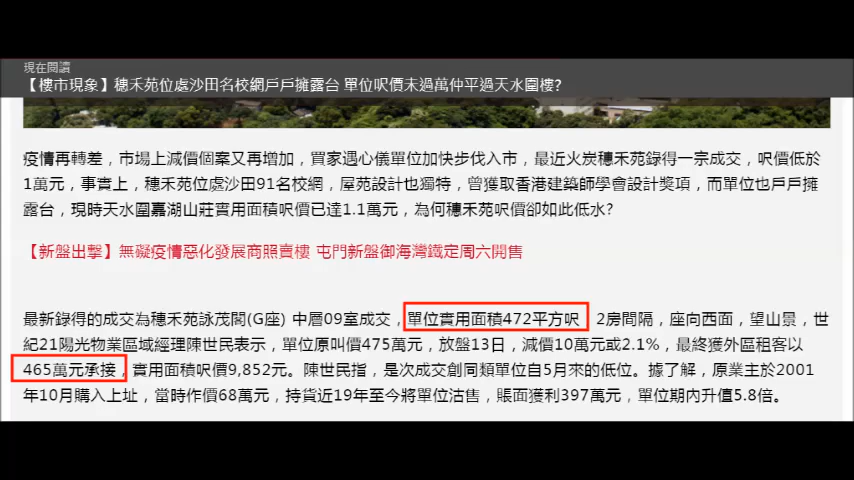 現在閱讀
【樓市現象】穗禾苑位處沙田名校網戶戶擁露台 單位呎價未過萬仲平過天水圍樓?
疫情再轉差，市場上減價個案又再增加，買家遇心儀單位加快步伐入市，最近火炭穗禾苑錄得一宗成交，呎價低於
1萬元，事實上，穗禾苑位處沙田91名校網，屋苑設計也獨特，曾獲取香港建築師學會設計獎項，而單位也戶戶擁
露台，現時天水圍嘉湖山莊實用面積呎價已達1.1萬元，為何穗禾苑呎價卻如此低水?
【新盤出擊】無礙疫情惡化發展商照賣樓 屯門新盤御海灣鐵定周六開售
最新錄得的成交為穗禾苑詠茂閣(G座) 中層09室成交，單位實用面積472平方呎 2房間隔，座向西面，望山景，世
紀21陽光物業區域經理陳世民表示，單位原叫價475萬元，放盤13日，減價10萬元或2.1%，最終獲外區租客以
465萬元承接，實用面積呎價9,852元。陳世民指，是次成交創同類單位自5月來的低位。據了解，原業主於2001
年10月購入上址，當時作價68萬元，持貨近19年至今將單位沽售，賬面獲利397萬元，單位期內升值5.8倍。